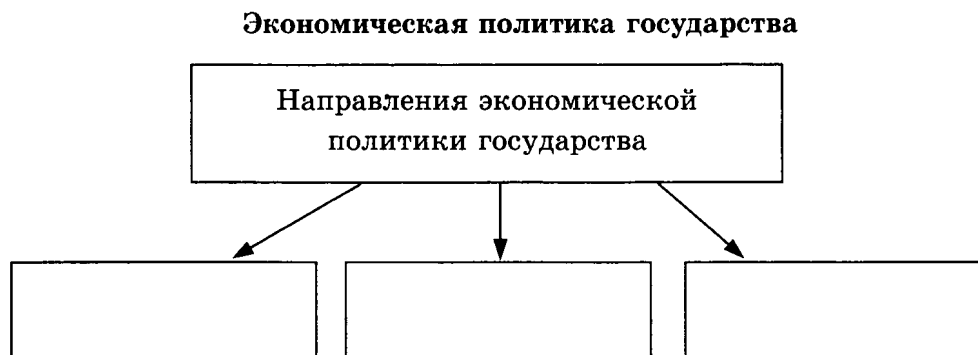 Экономическая политика государства
Направления экономической
политики государства